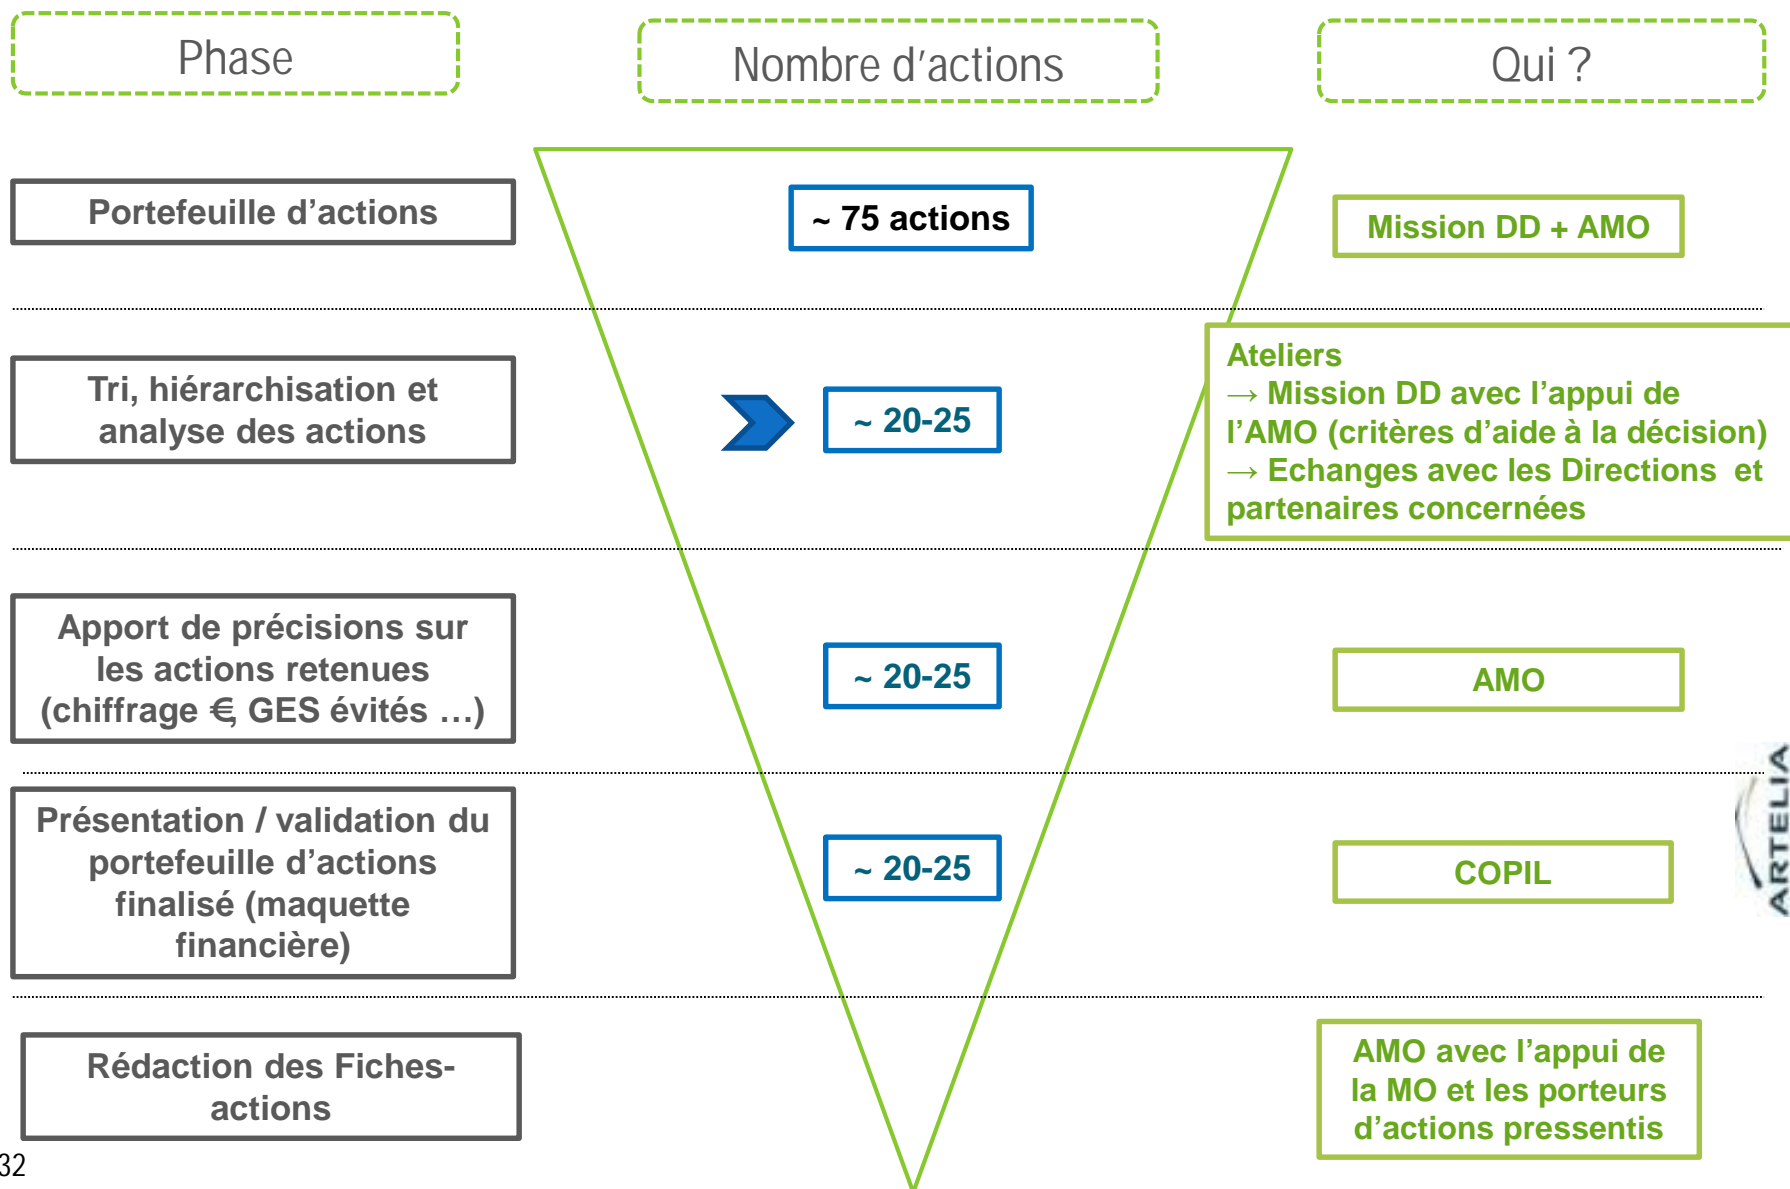 Phase
Nombre d’actions
Qui ?
Portefeuille d’actions
~ 75 actions
Mission DD + AMO
Tri, hiérarchisation et
analyse des actions
~ 20-25
Ateliers
→ Mission DD avec l’appui de
l’AMO (critères d’aide à la décision)
→ Echanges avec les Directions et
partenaires concernées
Apport de précisions sur
les actions retenues
(chiffrage €, GES évités …)
~ 20-25
AMO
Présentation / validation du
portefeuille d’actions
finalisé (maquette
financière)
~ 20-25
COPIL
ARTELIA
Rédaction des Fiches-
actions
AMO avec l’appui de
la MO et les porteurs
d’actions pressentis
32